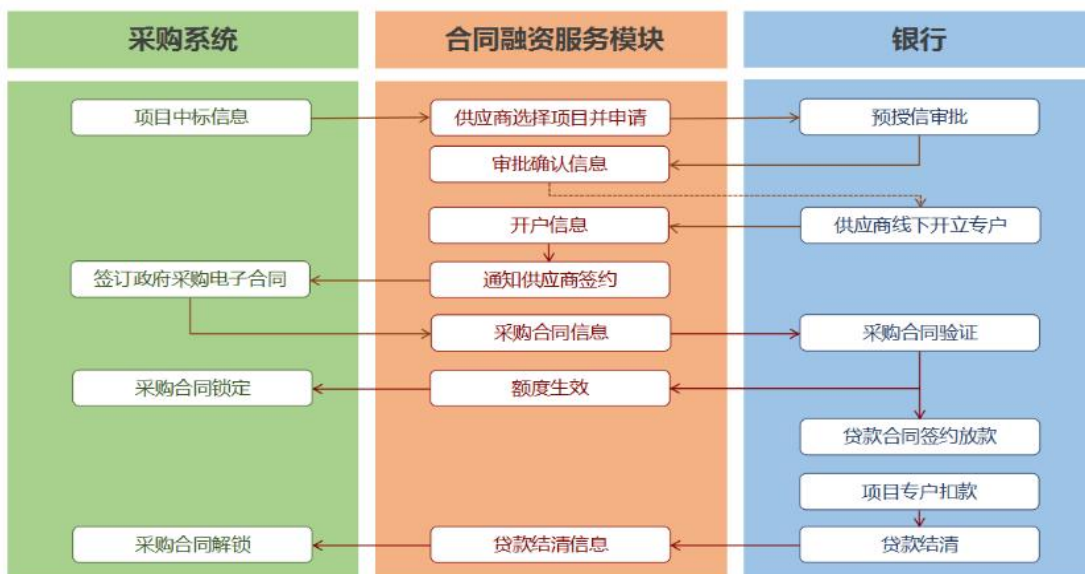 采购系统
合同融资服务模块
银行
项目中标信息
供应商选择项目并申请
预授信审批
审批确认信息
开户信息
供应商线下开立专户
签订政府采购电子合同
通知供应商签约
采购合同信息
采购合同验证
采购合同锁定
额度生效
贷款合同签约放款
项目专户扣款
采购合同解锁
贷款结清信息
贷款结清